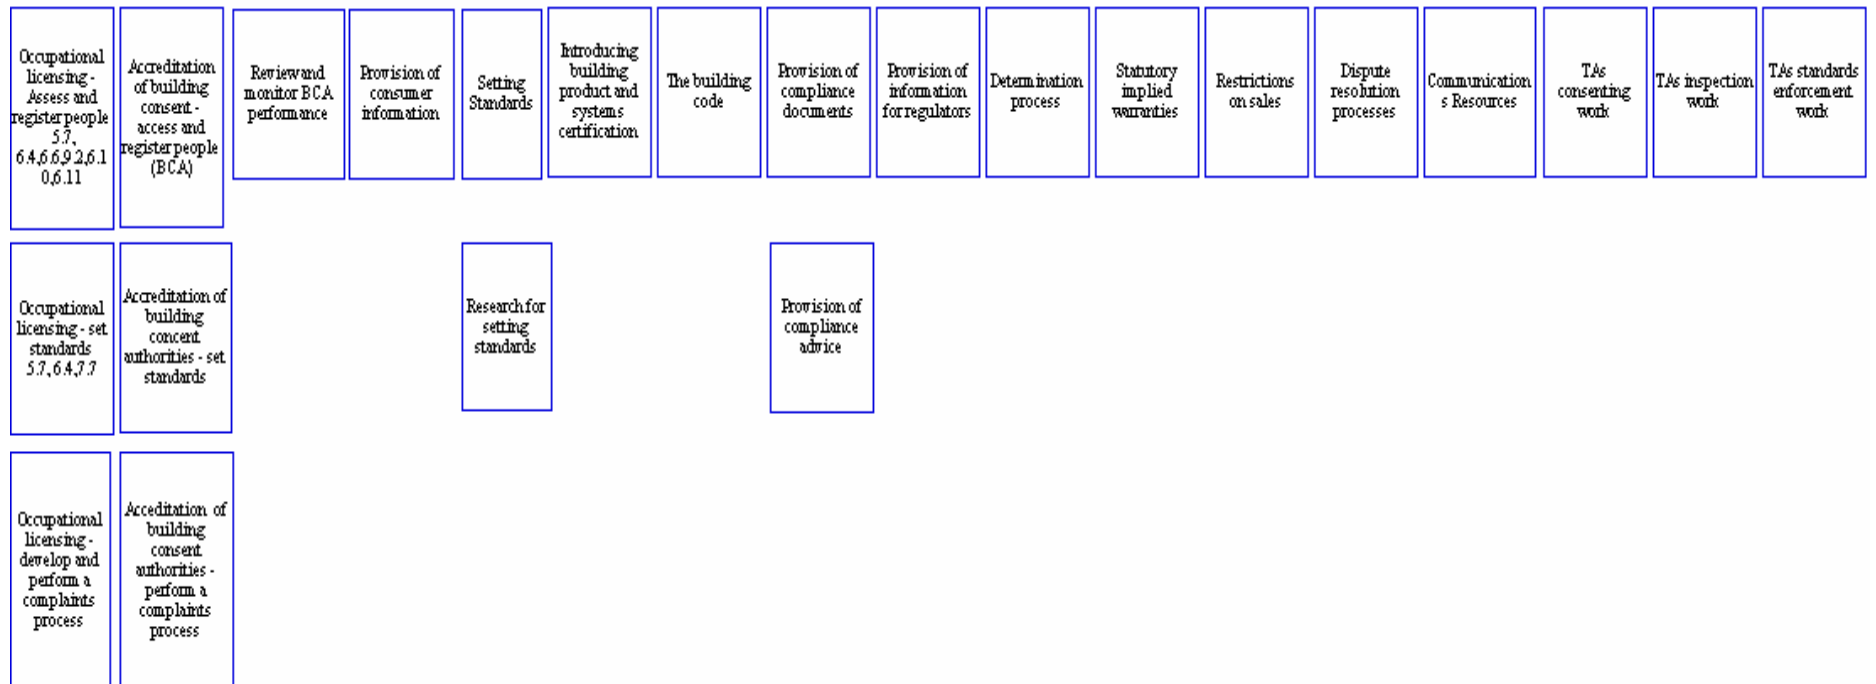 Occupational
licensing -
Assess and
register people
5.7,
6.4,6.6,9.2,6.1
0,6.11
Accreditation
of building
consent -
access and
register people
(BCA)
Review and
monitor BCA
performance
Provision of
consumer
information
Setting
Standards
Introducing
building
product and
systems
certification
The building
code
Provision of
compliance
documents
Provision of
information
for regulators
Determination
process
Statutory
implied
warranties
Restrictions
on sales
Dispute
resolution
processes
Communication
s Resources
TAs
consenting
work
TAs inspection
work
TAs standards
enforcement
work
Occupational
licensing - set
standards
5.7,6.4,7.7
Accreditation of
building
concent
authorities - set
standards
Research for
setting
standards
Provision of
compliance
advice
Occupational
licensing -
develop and
perform a
complaints
process
Acceditation of
building
consent
authorities -
perform a
complaints
process